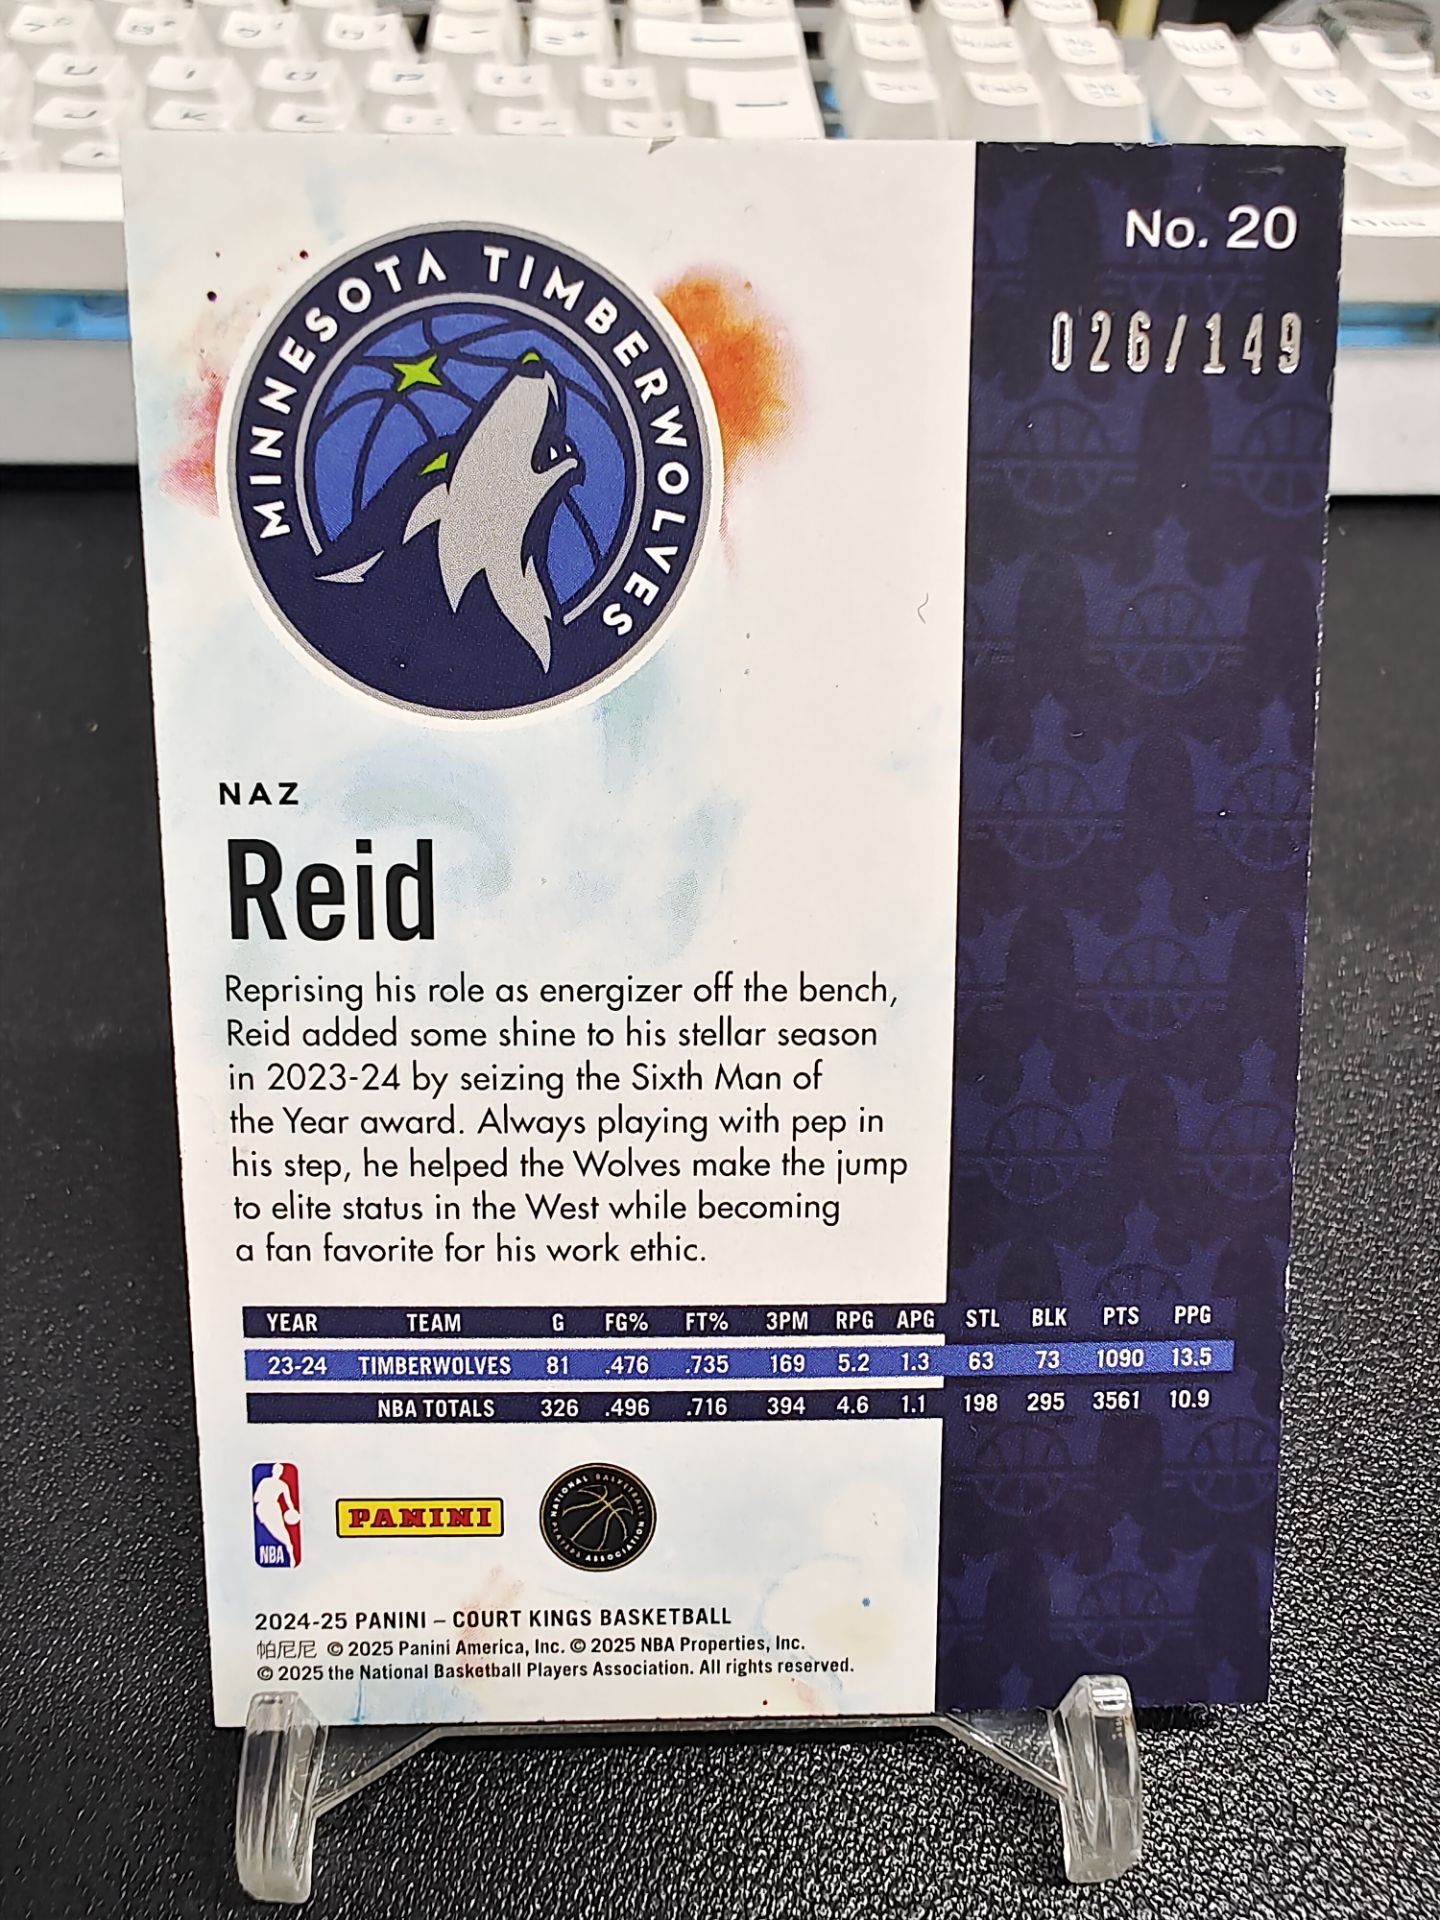 No. 20
026/149
MINNESOTA TIMBERWOLVES
NAZ
Reid
Reprising his role as energizer off the bench,
Reid added some shine to his stellar season
in 2023-24 by seizing the Sixth Man of
the Year award. Always playing with pep in
his step, he helped the Wolves make the jump
to elite status in the West while becoming
a fan favorite for his work ethic.
YEAR TEAM G FG% FT% 3PM RPG APG STL BLK PTS PPG
23-24 TIMBERWOLVES 81 .476 .735 169 5.2 1.3 63 73 1090 13.5
NBA TOTALS 326 .496 .716 394 4.6 1.1 198 295 3561 10.9
NBA
PANINI
NATIONAL BASKETBALL PLAYERS ASSOCIATION
2024-25 PANINI – COURT KINGS BASKETBALL
帕尼尼 © 2025 Panini America, Inc. © 2025 NBA Properties, Inc.
© 2025 the National Basketball Players Association. All rights reserved.